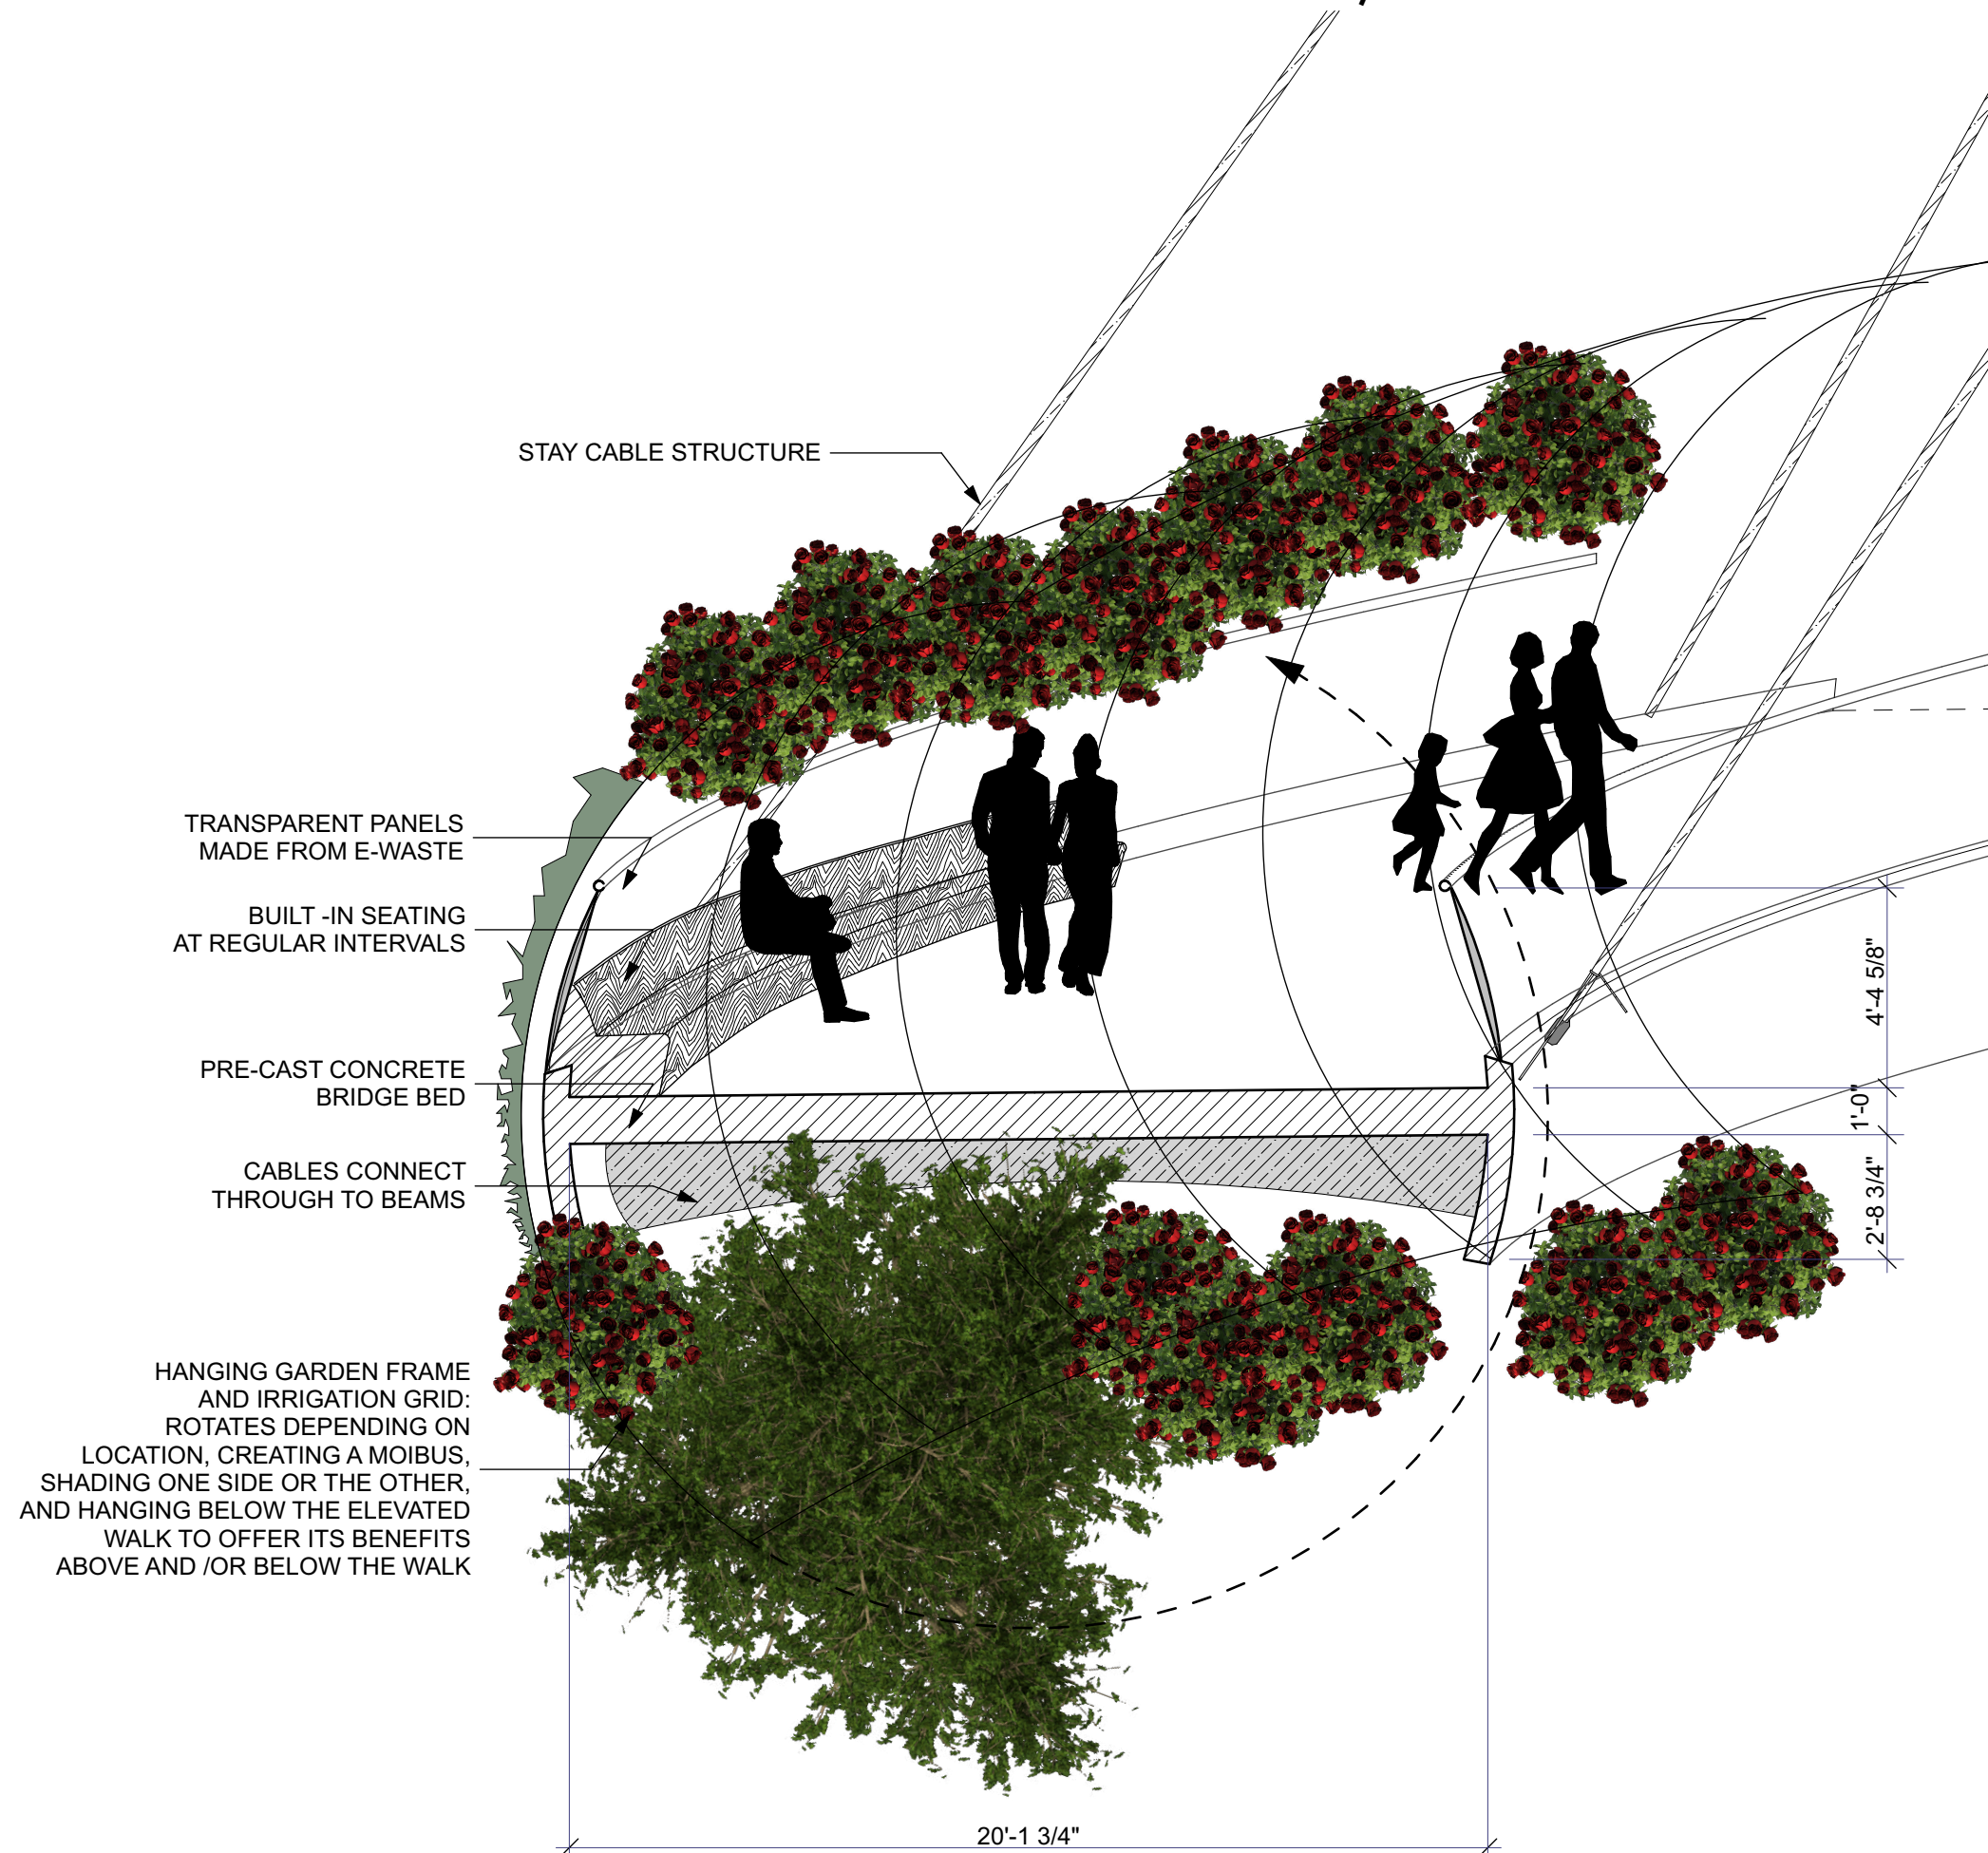 STAY CABLE STRUCTURE
TRANSPARENT PANELS
MADE FROM E-WASTE
BUILT -IN SEATING
AT REGULAR INTERVALS
PRE-CAST CONCRETE
BRIDGE BED
CABLES CONNECT
THROUGH TO BEAMS
HANGING GARDEN FRAME
AND IRRIGATION GRID:
ROTATES DEPENDING ON
LOCATION, CREATING A MOIBUS,
SHADING ONE SIDE OR THE OTHER,
AND HANGING BELOW THE ELEVATED
WALK TO OFFER ITS BENEFITS
ABOVE AND /OR BELOW THE WALK
4'-4 5/8"
1'-0"
2'-8 3/4"
20'-1 3/4"